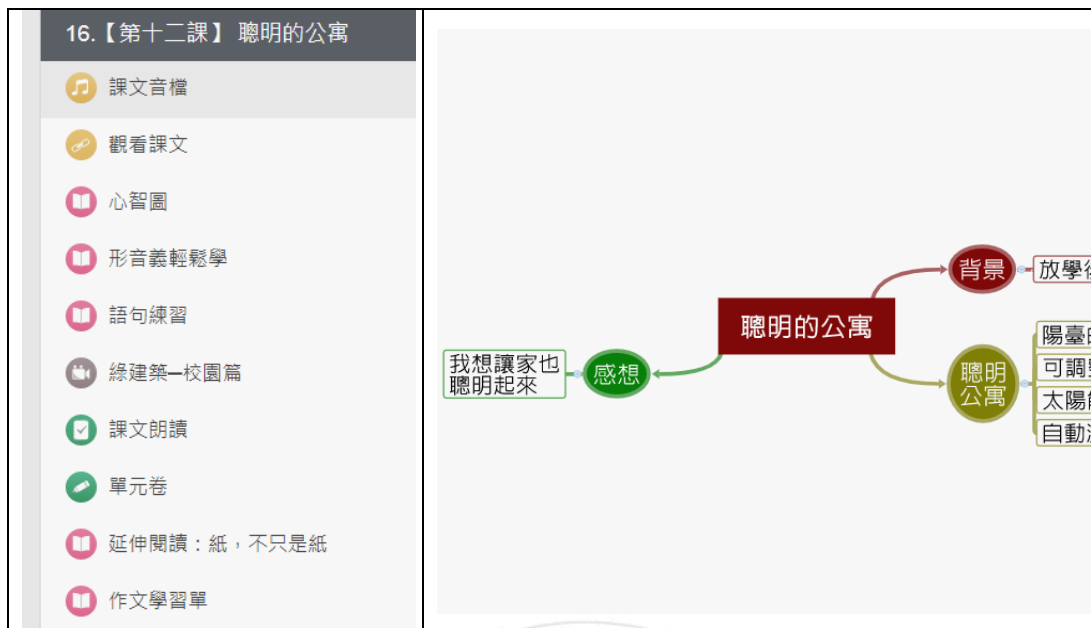 16.【第十二課】 聰明的公寓
課文音檔
觀看課文
心智圖
形音義輕鬆學
語句練習
綠建築—校園篇
課文朗讀
單元卷
延伸閱讀：紙，不只是紙
作文學習單
聰明的公寓
背景
放學
聰明
公寓
陽臺
可調
太陽
自動
感想
我想讓家也
聰明起來